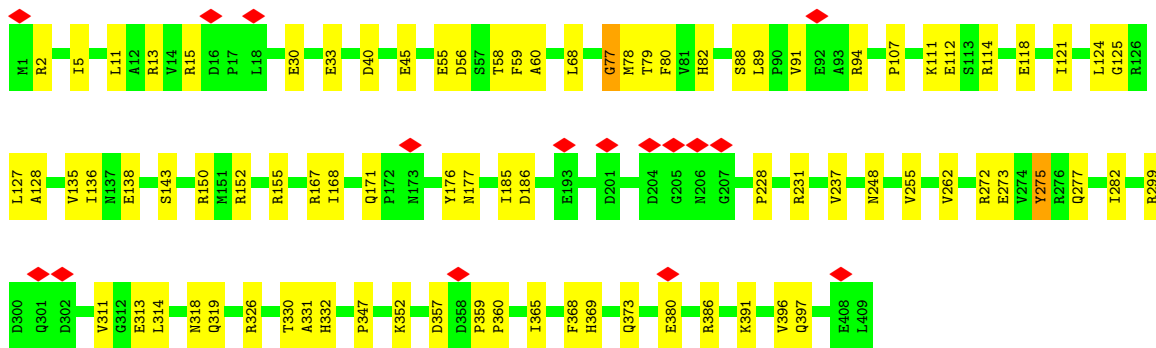 M1 R2 I5 L11 A12 R13 V14 R15 D16 P17 L18 E30 E33 D40 E45 E55 D56 S57 T58 F59 A60 L68 G77 M78 T79 F80 V81 H82 S88 L89 P90 V91 E92 A93 R94 P107 K111 E112 S113 R114 E118 I121 L124 G125 R126
L127 A128 V135 I136 N137 E138 S143 R150 M151 R152 R155 R167 I168 Q171 P172 N173 Y176 N177 I185 D186 E193 D201 D204 G205 N206 G207 P228 R231 V237 N248 V255 V262 R272 E273 V274 Y275 R276 Q277 I282 R299
D300 Q301 D302 V311 G312 E313 L314 N318 Q319 R326 T330 A331 H332 P347 K352 D357 D358 P359 P360 I365 F368 H369 Q373 E380 R386 K391 V396 Q397 E408 L409